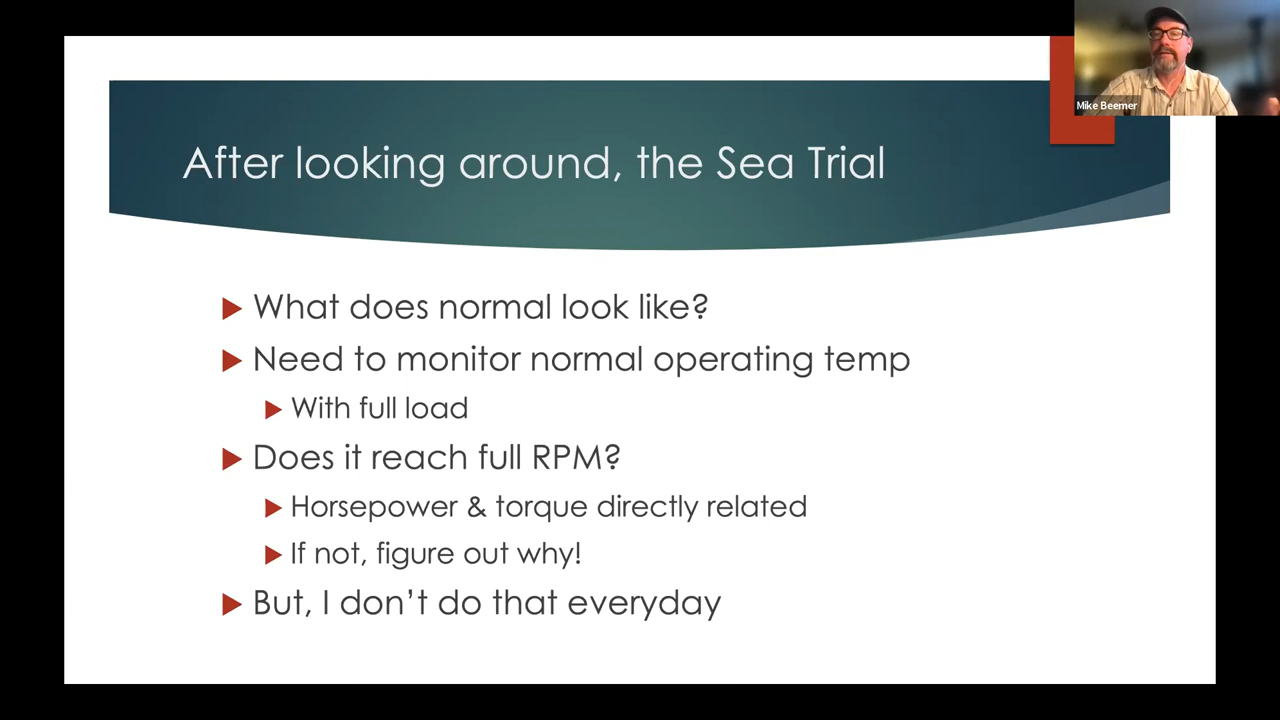 Mike Beemer
After looking around, the Sea Trial
What does normal look like?
Need to monitor normal operating temp
With full load
Does it reach full RPM?
Horsepower & torque directly related
If not, figure out why!
But, I don't do that everyday